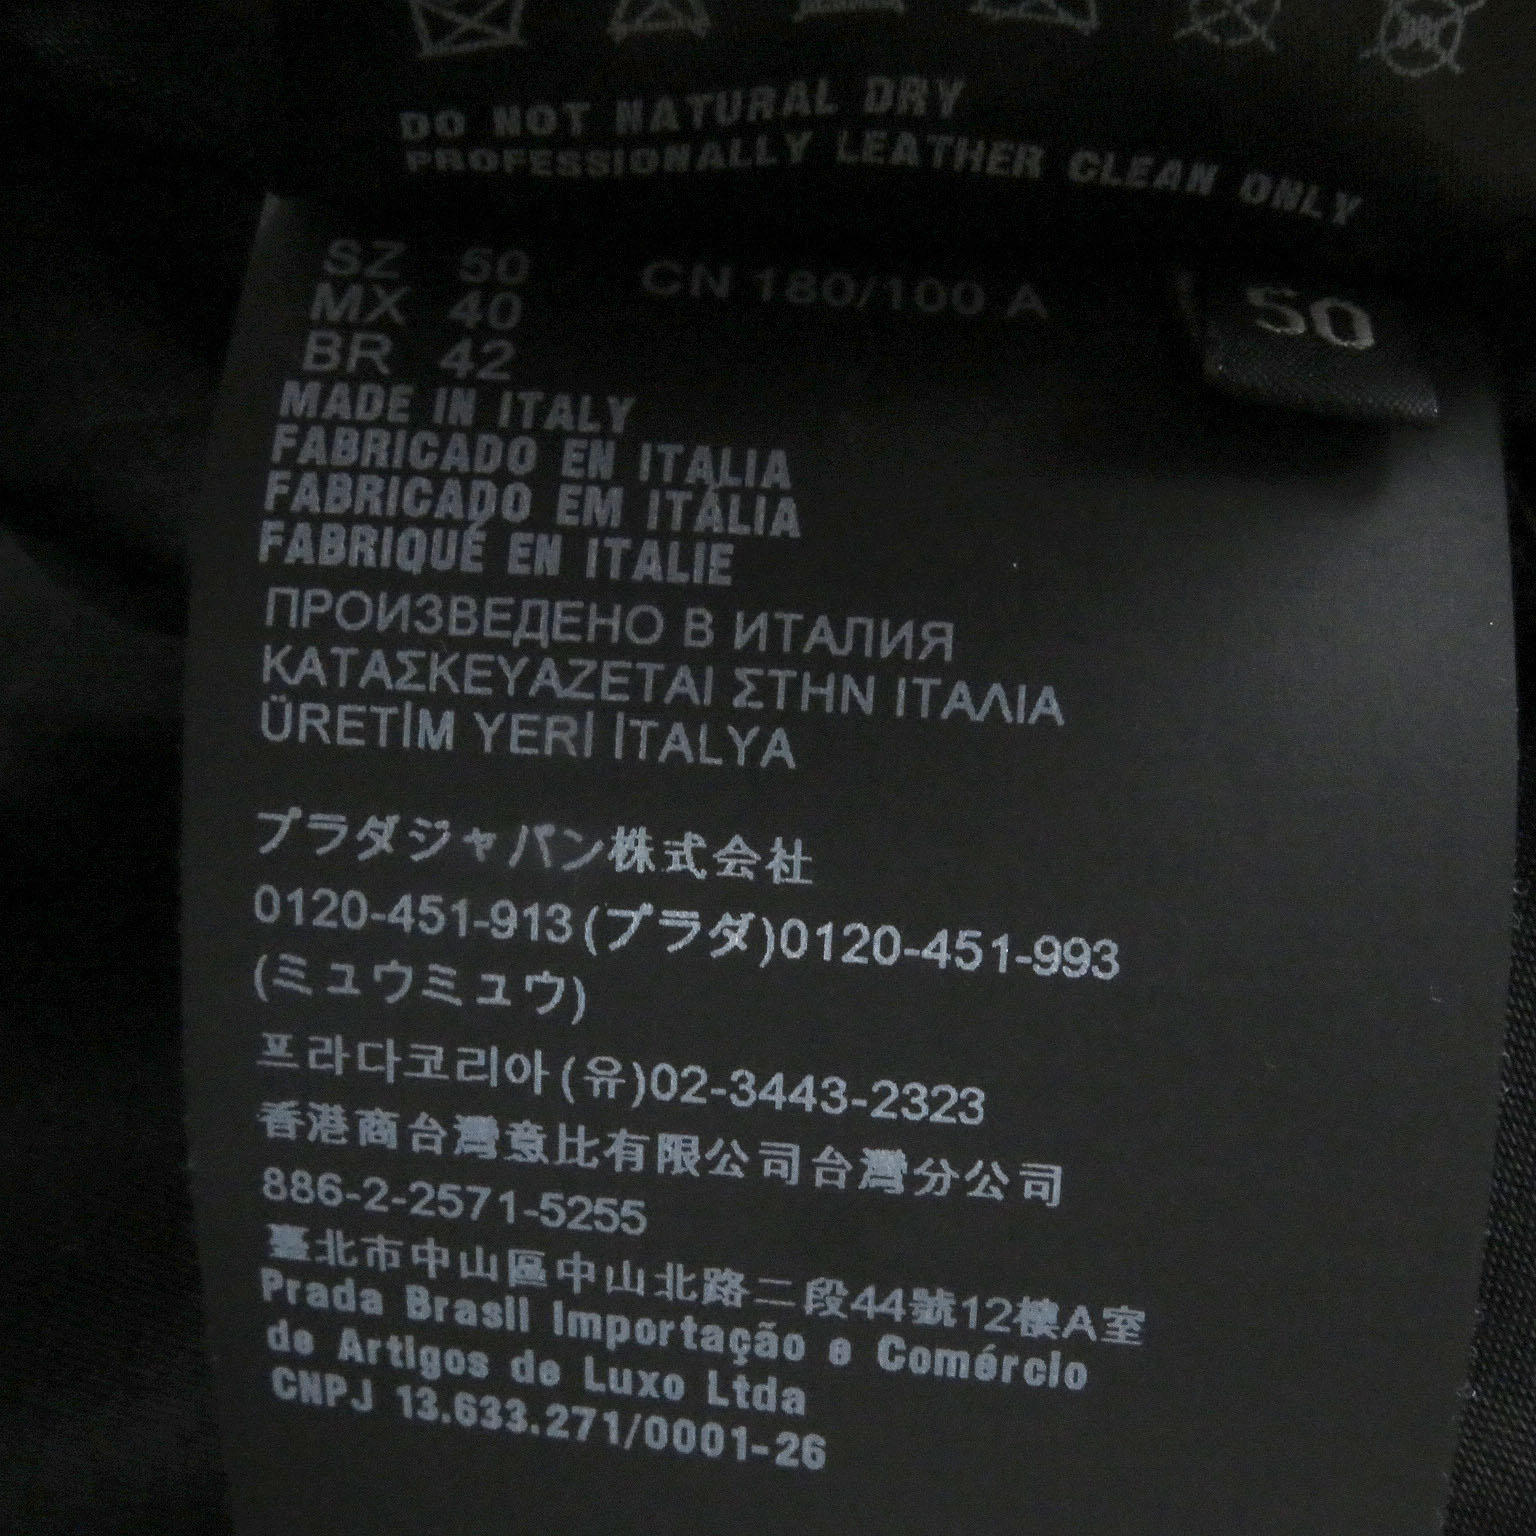 DO NOT NATURAL DRY
PROFESSIONALLY LEATHER CLEAN ONLY
SZ 50 CN 180/100 A
MX 40
BR 42
50
MADE IN ITALY
FABRICADO EN ITALIA
FABRICADO EM ITÁLIA
FABRIQUÉ EN ITALIE
ПРОИЗВЕДЕНО В ИТАЛИЯ
ΚΑΤΑΣΚΕΥΑΖΕΤΑΙ ΣΤΗΝ ΙΤΑΛΙΑ
ÜRETİM YERİ İTALYA
プラダジャパン株式会社
0120-451-913(プラダ)0120-451-993
(ミュウミュウ)
프라다코리아(유)02-3443-2323
香港商台灣意比有限公司台灣分公司
886-2-2571-5255
臺北市中山區中山北路二段44號12樓A室
Prada Brasil Importação e Comércio
de Artigos de Luxo Ltda
CNPJ 13.633.271/0001-26